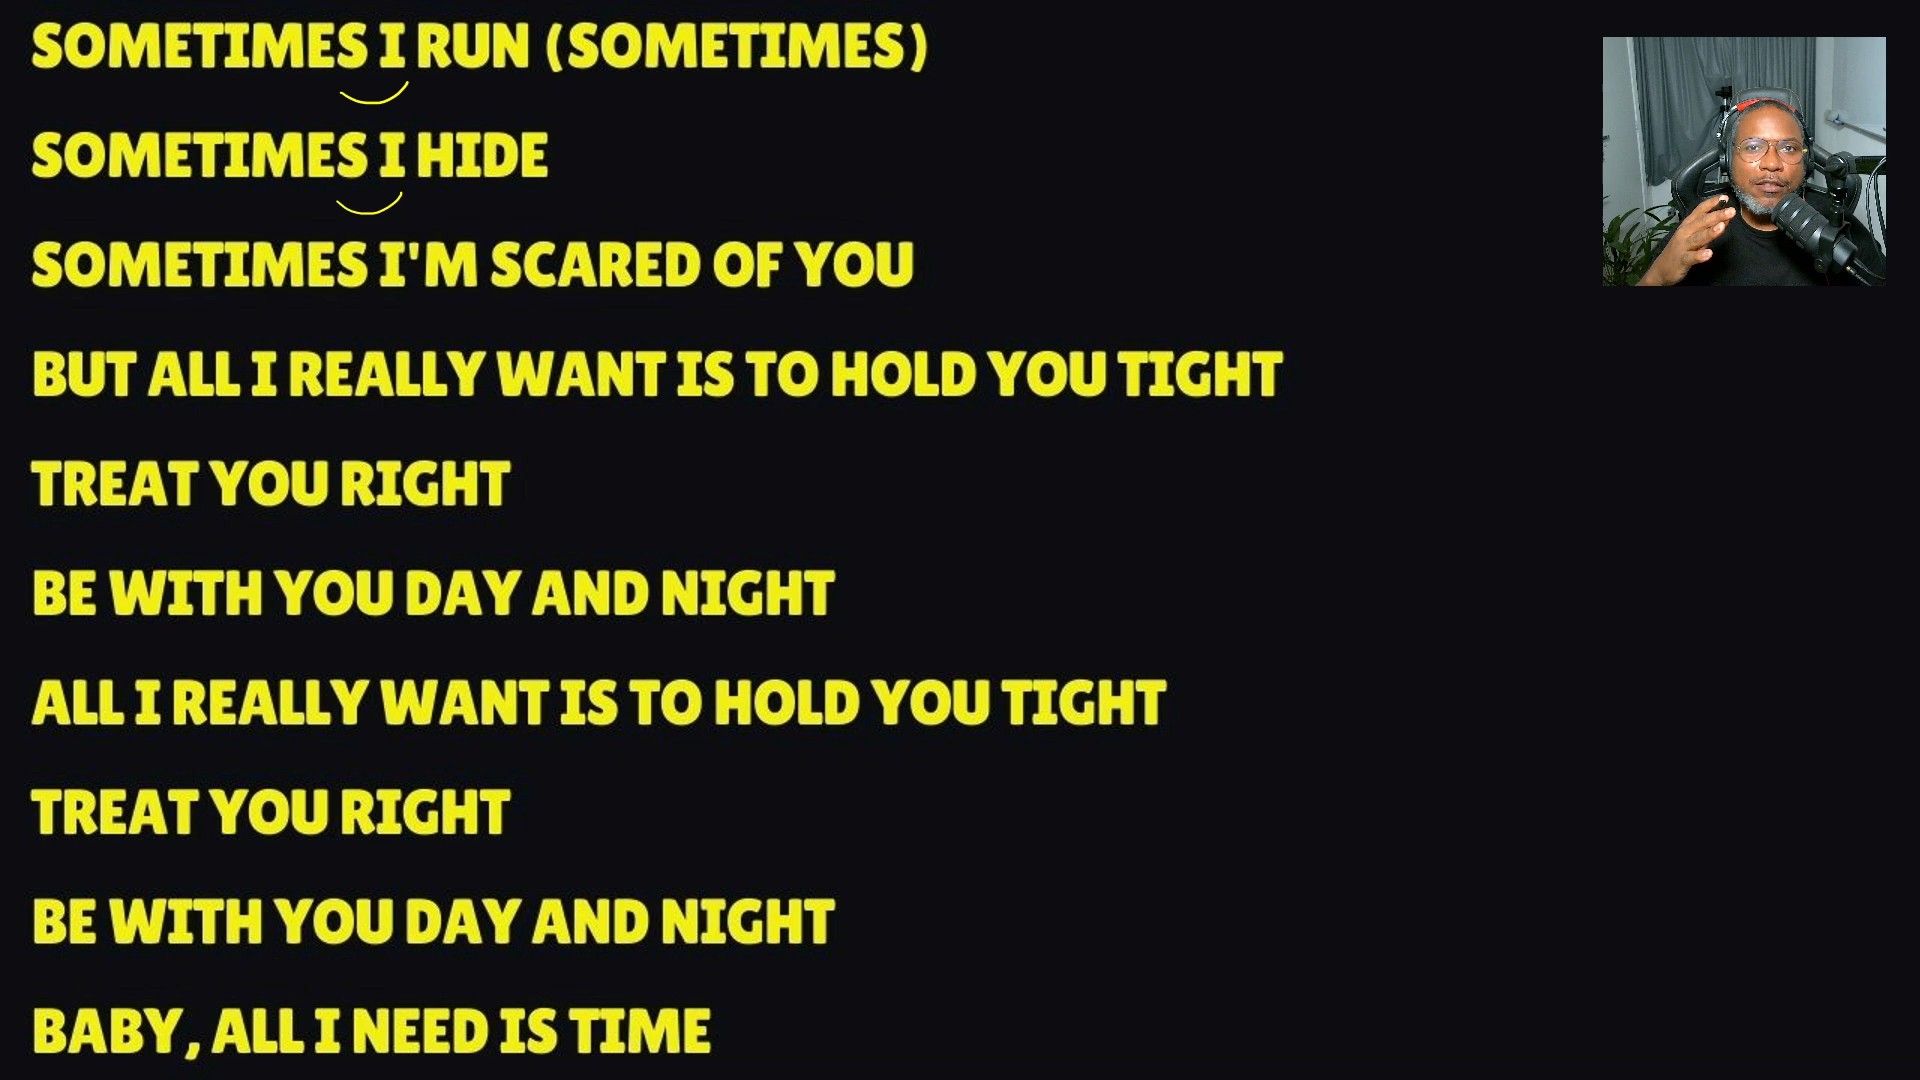 SOMETIMES I RUN (SOMETIMES)
SOMETIMES I HIDE
SOMETIMES I'M SCARED OF YOU
BUT ALL I REALLY WANT IS TO HOLD YOU TIGHT
TREAT YOU RIGHT
BE WITH YOU DAY AND NIGHT
ALL I REALLY WANT IS TO HOLD YOU TIGHT
TREAT YOU RIGHT
BE WITH YOU DAY AND NIGHT
BABY, ALL I NEED IS TIME